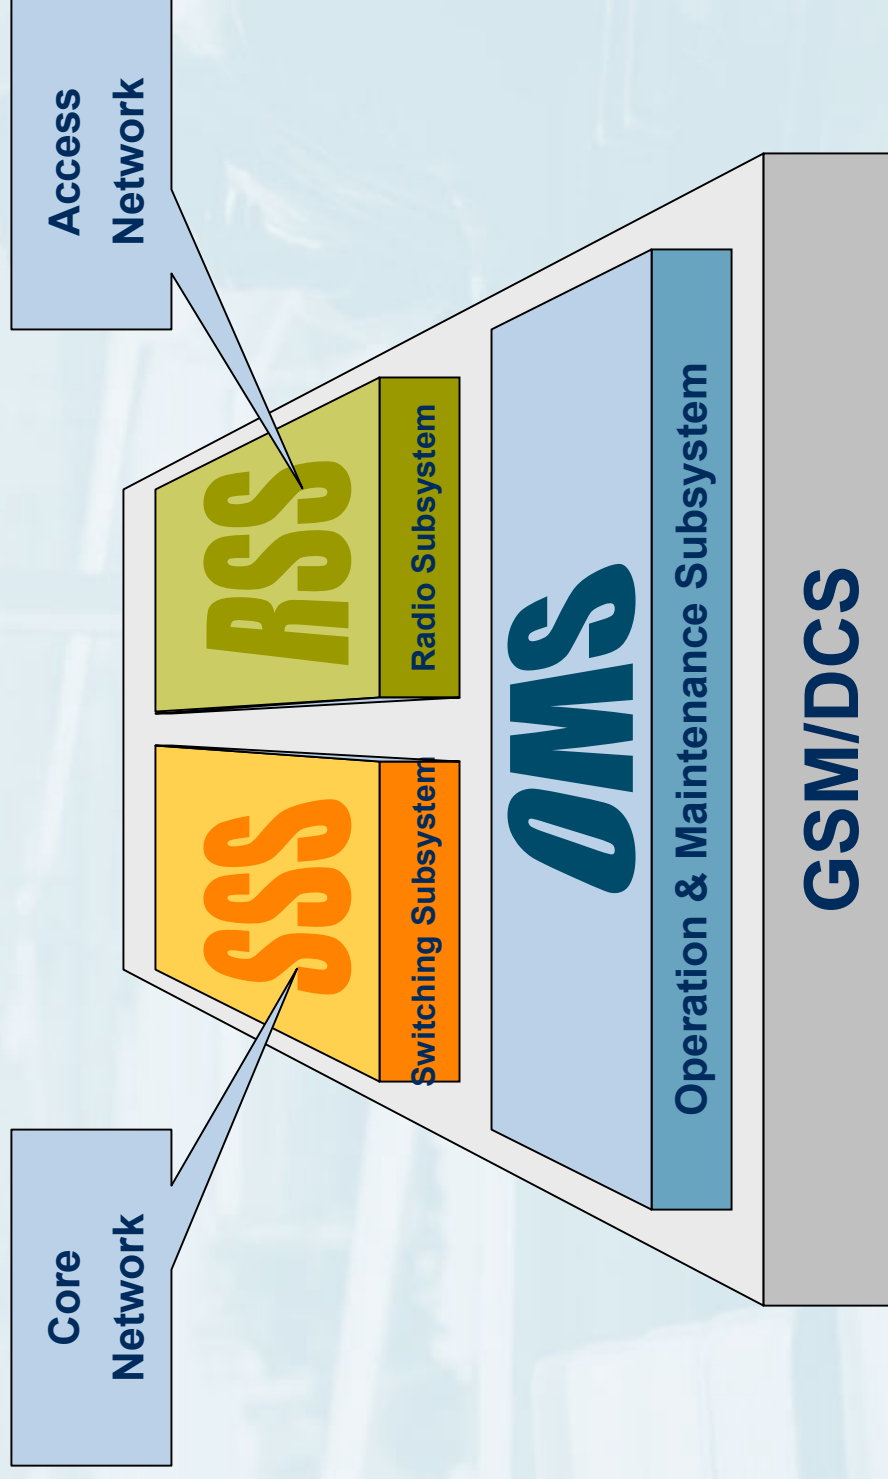 Core
Network
Access
Network
SSS
RSS
Switching Subsystem
Radio Subsystem
OMS
Operation & Maintenance Subsystem
GSM/DCS